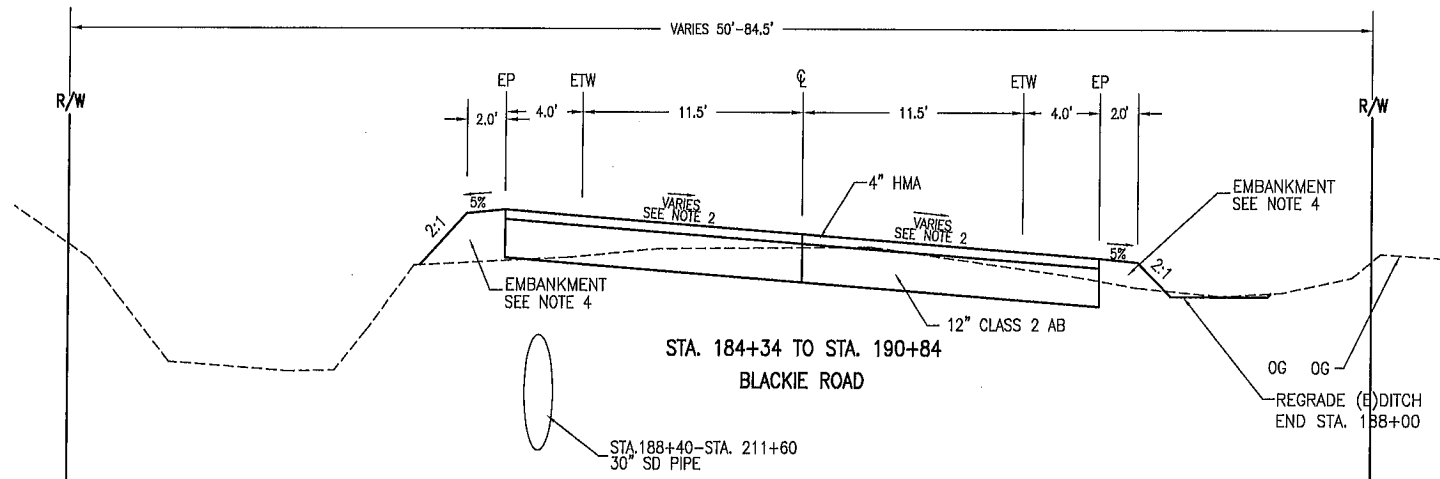 VARIES 50'-84.5'
R/W
EP
ETW
℄
ETW
EP
R/W
2.0'
4.0'
11.5'
11.5'
4.0'
2.0'
4" HMA
EMBANKMENT
SEE NOTE 4
5%
VARIES
SEE NOTE 2
VARIES
SEE NOTE 2
5%
2:1
2:1
EMBANKMENT
SEE NOTE 4
12" CLASS 2 AB
STA. 184+34 TO STA. 190+84
BLACKIE ROAD
OG OG
REGRADE (E)DITCH
END STA. 188+00
STA.188+40-STA. 211+60
30" SD PIPE